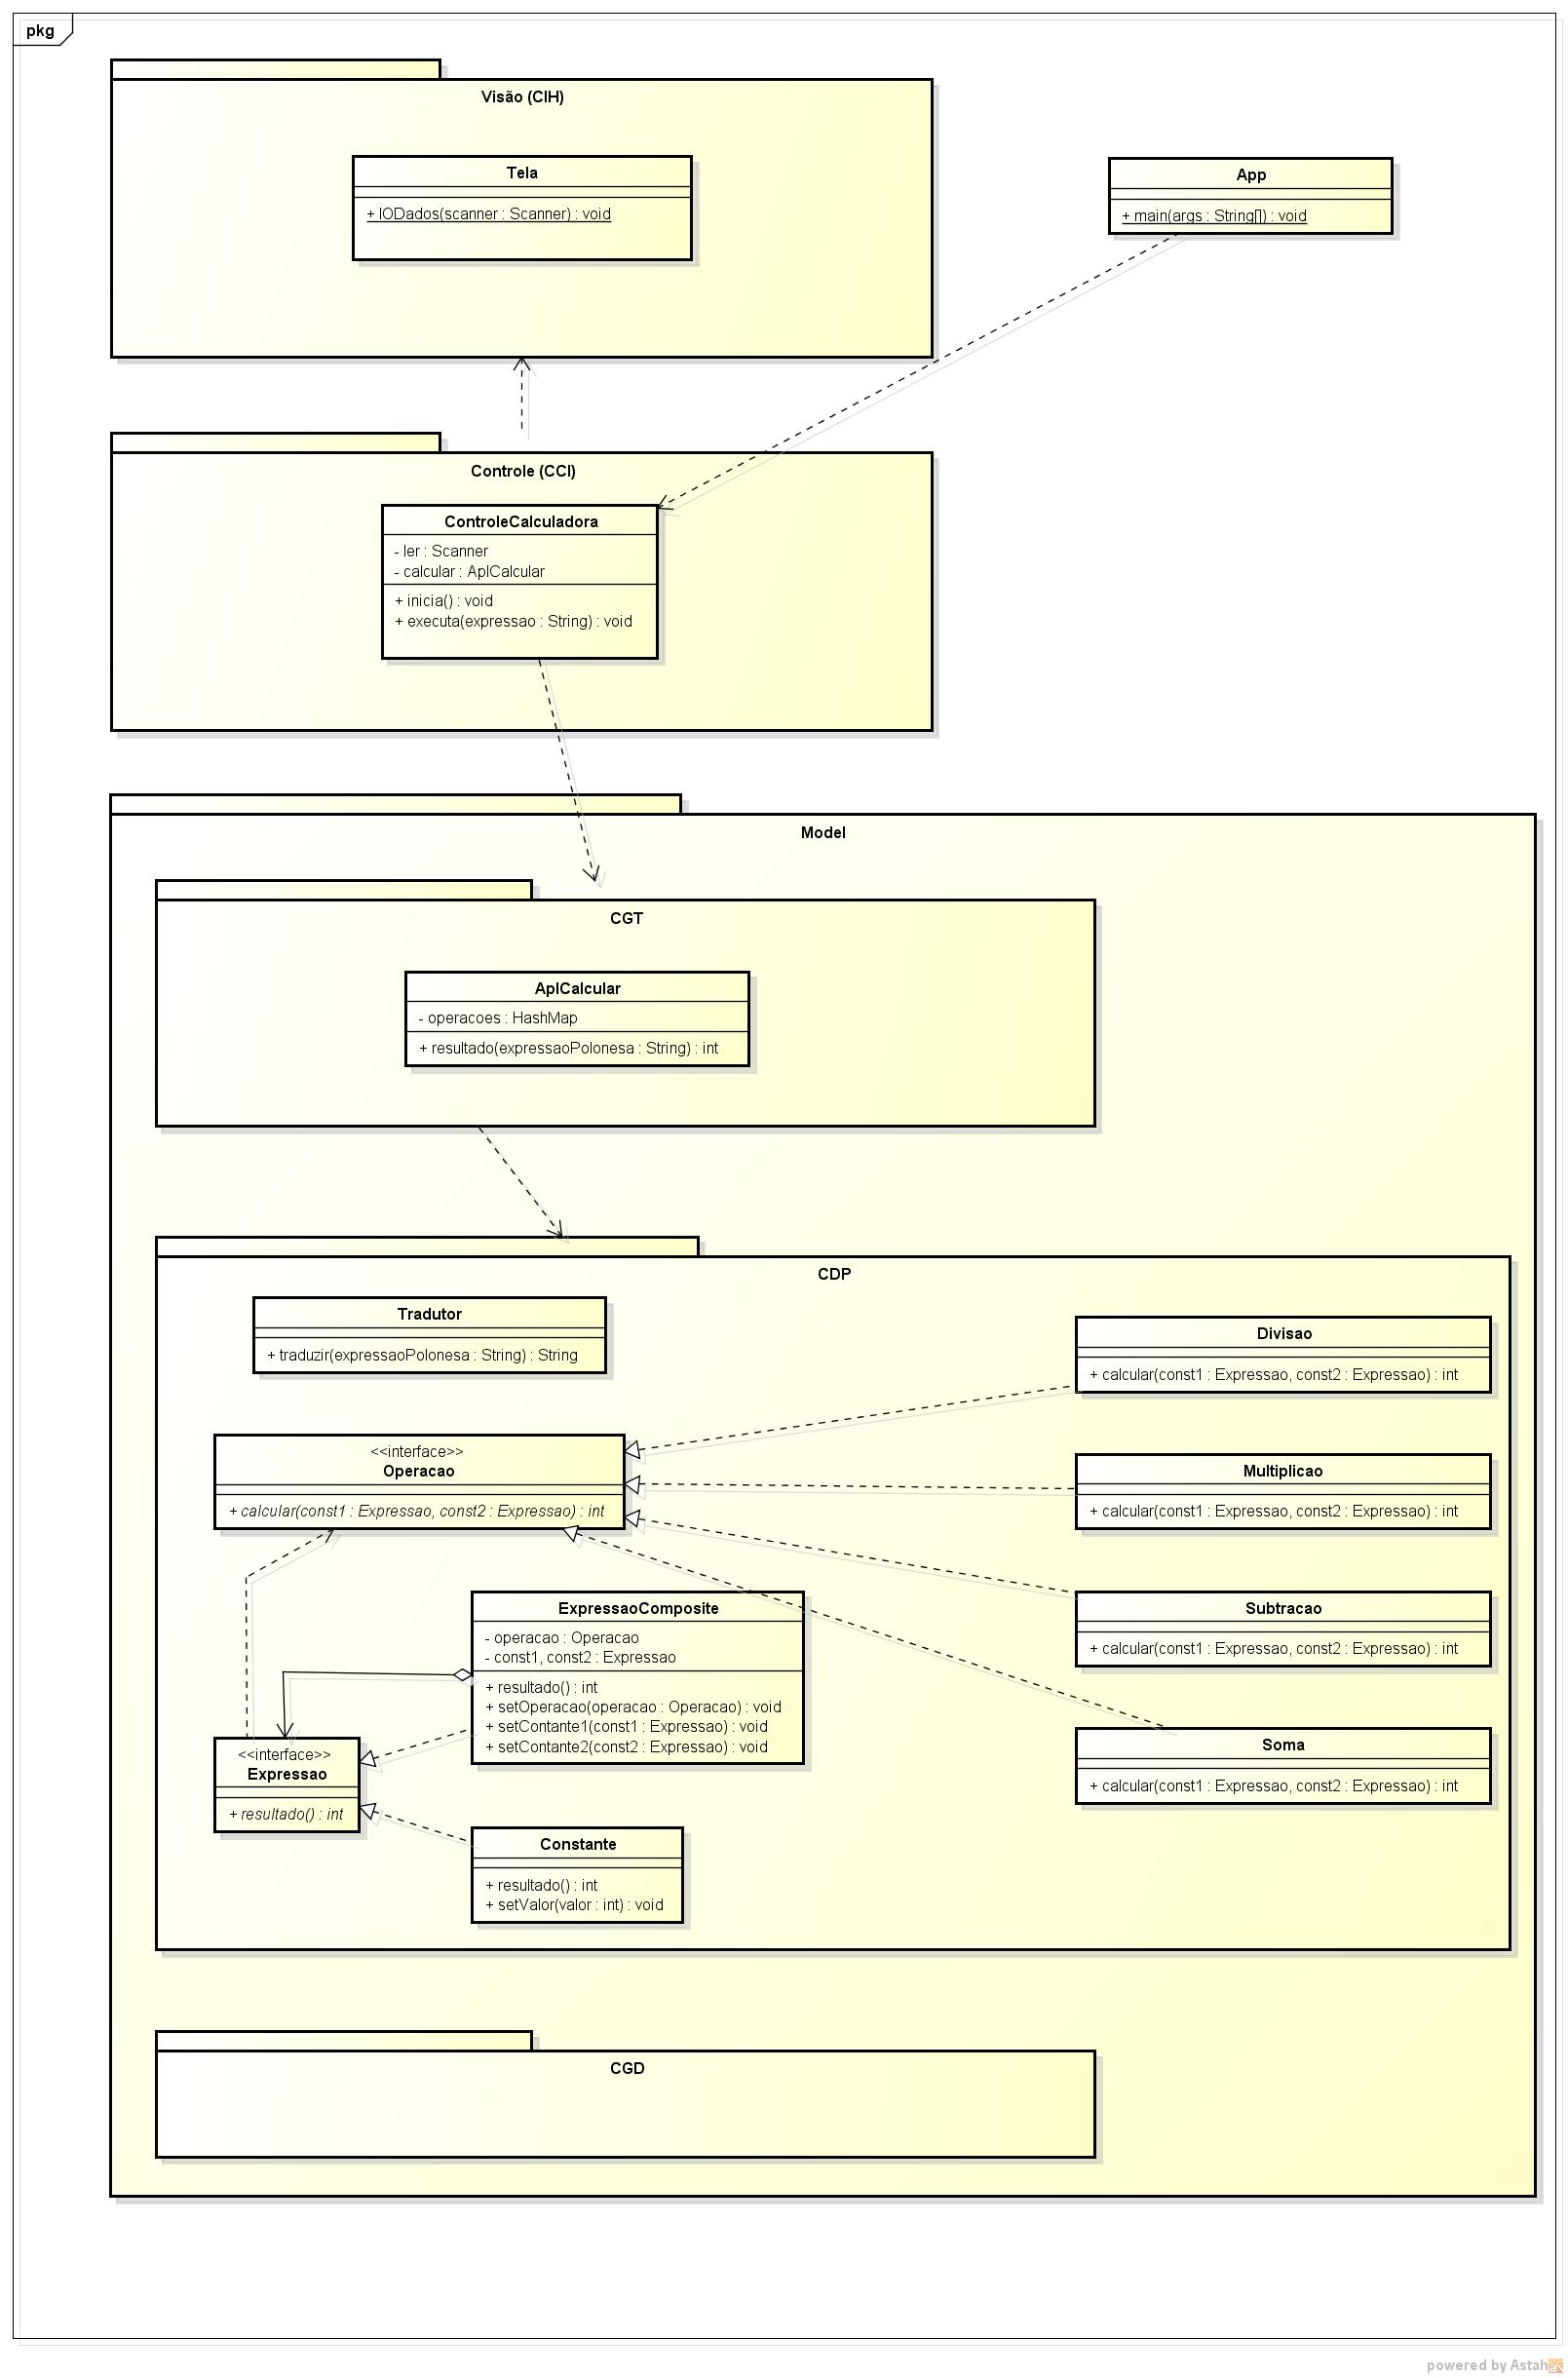 pkg
Visão (CIH)
Tela
+ IODados(scanner : Scanner) : void
App
+ main(args : String[]) : void
Controle (CCI)
ControleCalculadora
- ler : Scanner
- calcular : AplCalcular
+ inicia() : void
+ executa(expressao : String) : void
Model
CGT
AplCalcular
- operacoes : HashMap
+ resultado(expressaoPolonesa : String) : int
CDP
Tradutor
+ traduzir(expressaoPolonesa : String) : String
Divisao
+ calcular(const1 : Expressao, const2 : Expressao) : int
<<interface>>
Operacao
+ calcular(const1 : Expressao, const2 : Expressao) : int
Multiplicao
+ calcular(const1 : Expressao, const2 : Expressao) : int
ExpressaoComposite
- operacao : Operacao
- const1, const2 : Expressao
+ resultado() : int
+ setOperacao(operacao : Operacao) : void
+ setContante1(const1 : Expressao) : void
+ setContante2(const2 : Expressao) : void
Subtracao
+ calcular(const1 : Expressao, const2 : Expressao) : int
<<interface>>
Expressao
+ resultado() : int
Soma
+ calcular(const1 : Expressao, const2 : Expressao) : int
Constante
+ resultado() : int
+ setValor(valor : int) : void
CGD
powered by Astah